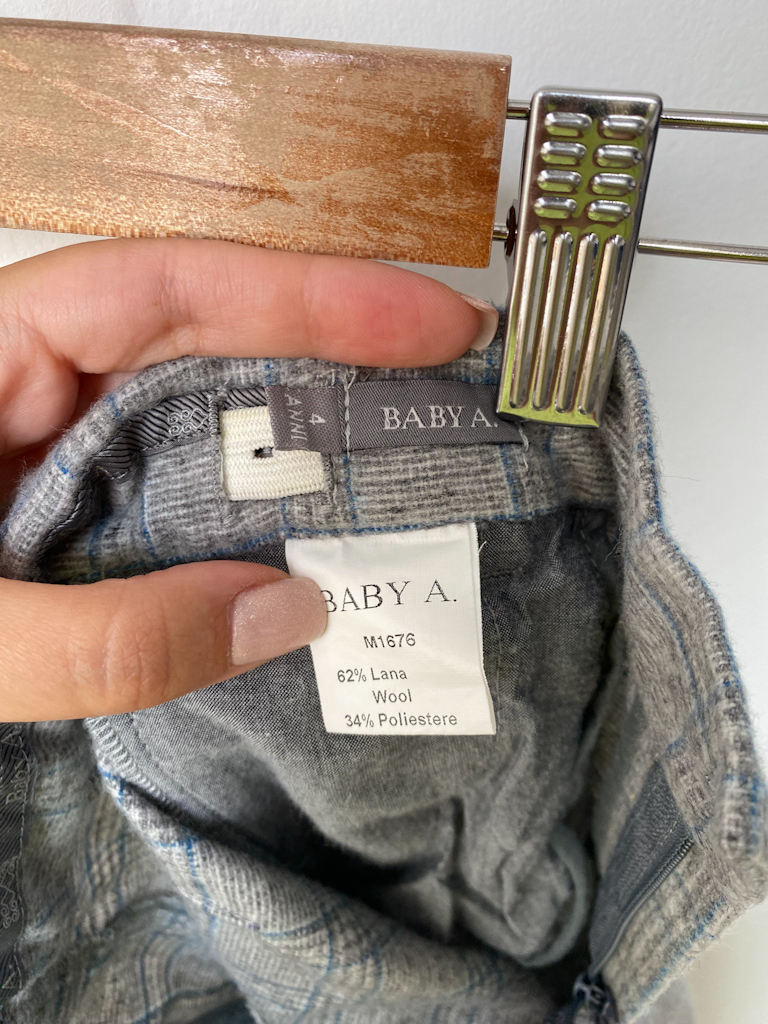 4
ANNI
BABY A.
BABY A.
M1676
62% Lana
Wool
34% Poliestere